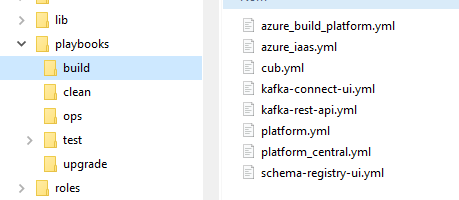 lib
playbooks
build
clean
ops
test
upgrade
roles
azure_build_platform.yml
azure_iaas.yml
cub.yml
kafka-connect-ui.yml
kafka-rest-api.yml
platform.yml
platform_central.yml
schema-registry-ui.yml